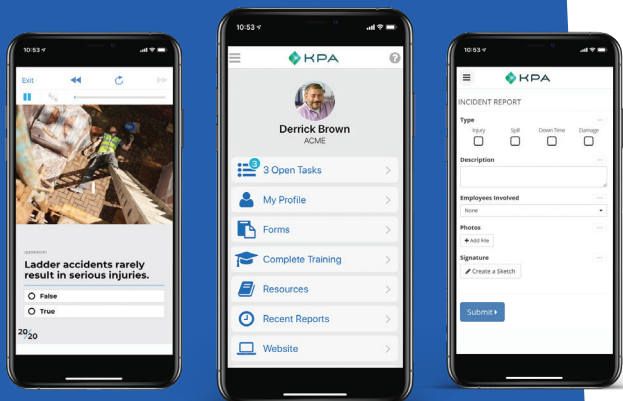 10:53
Exit
QUESTION
Ladder accidents rarely
result in serious injuries.
False
True
20/20
10:53
KPA
?
Derrick Brown
ACME
3
3 Open Tasks
My Profile
Forms
Complete Training
Resources
Recent Reports
Website
10:53
KPA
INCIDENT REPORT
Type
Injury Spill Down Time Damage
Description
Employees Involved
None
Photos
+ Add File
Signature
Create a Sketch
Submit